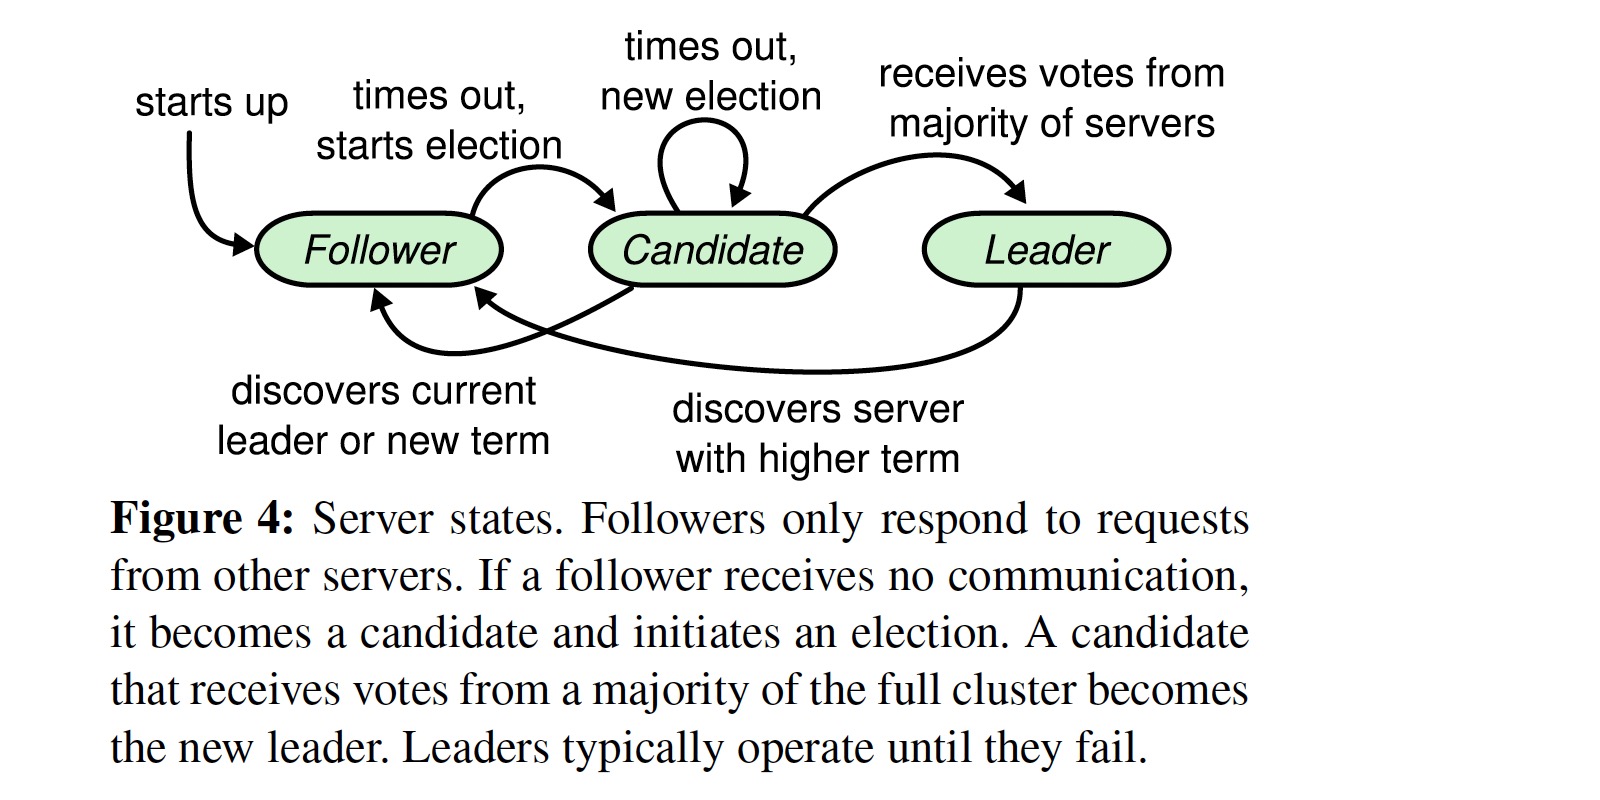 starts up
times out,
starts election
times out,
new election
receives votes from
majority of servers
Follower
Candidate
Leader
discovers current
leader or new term
discovers server
with higher term
Figure 4: Server states. Followers only respond to requests
from other servers. If a follower receives no communication,
it becomes a candidate and initiates an election. A candidate
that receives votes from a majority of the full cluster becomes
the new leader. Leaders typically operate until they fail.